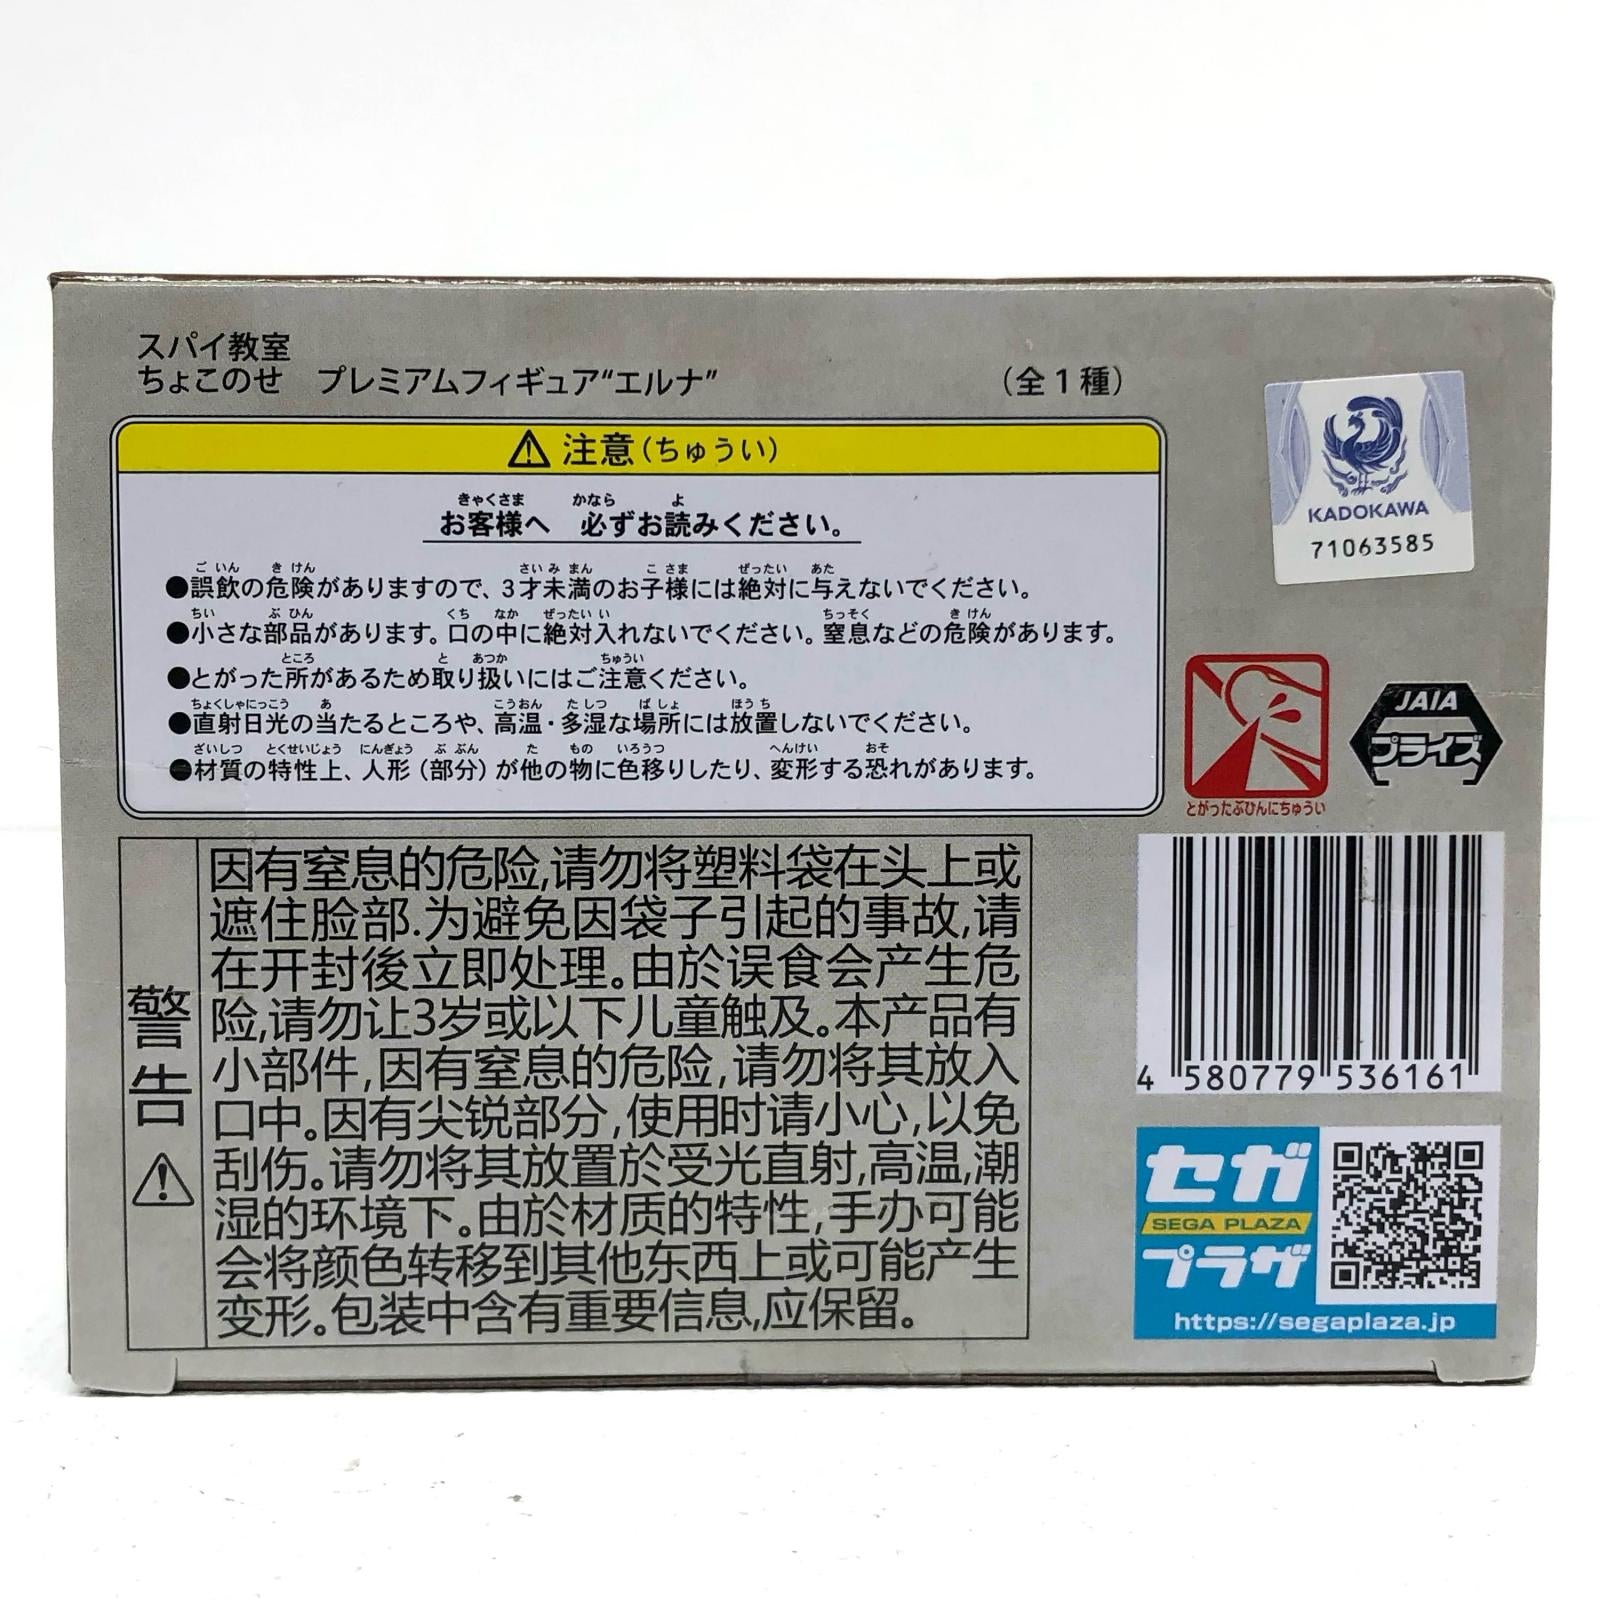 スパイ教室
ちょこのせ　プレミアムフィギュア“エルナ”　（全１種）
⚠ 注意（ちゅうい）
きゃくさま　かなら　よ
お客様へ　必ずお読みください。
ごいん　きけん　さいみまん　こさま　ぜったい　あた
●誤飲の危険がありますので、3才未満のお子様には絶対に与えないでください。
ちい　ぶひん　くち　なか　ぜったいい　ちっそく　きけん
●小さな部品があります。口の中に絶対入れないでください。窒息などの危険があります。
ところ　と　あつか　ちゅうい
●とがった所があるため取り扱いにはご注意ください。
ちょくしゃにっこう　あ　こうおん　たしつ　ばしょ　ほうち
●直射日光の当たるところや、高温・多湿な場所には放置しないでください。
ざいしつ　とくせいじょう　にんぎょう　ぶぶん　た　もの　いろうつ　へんけい　おそ
●材質の特性上、人形（部分）が他の物に色移りしたり、変形する恐れがあります。
KADOKAWA
71063585
とがったぶひんにちゅうい
JAIA
プライズ
警告⚠
因有窒息的危险,请勿将塑料袋在头上或
遮住脸部.为避免因袋子引起的事故,请
在开封後立即处理。由於误食会产生危
险,请勿让3岁或以下儿童触及。本产品有
小部件,因有窒息的危险,请勿将其放入
口中。因有尖锐部分,使用时请小心,以免
刮伤。请勿将其放置於受光直射,高温,潮
湿的环境下。由於材质的特性,手办可能
会将颜色转移到其他东西上或可能产生
变形。包装中含有重要信息,应保留。
4 580779 536161
セガ
SEGA PLAZA
プラザ
https://segaplaza.jp